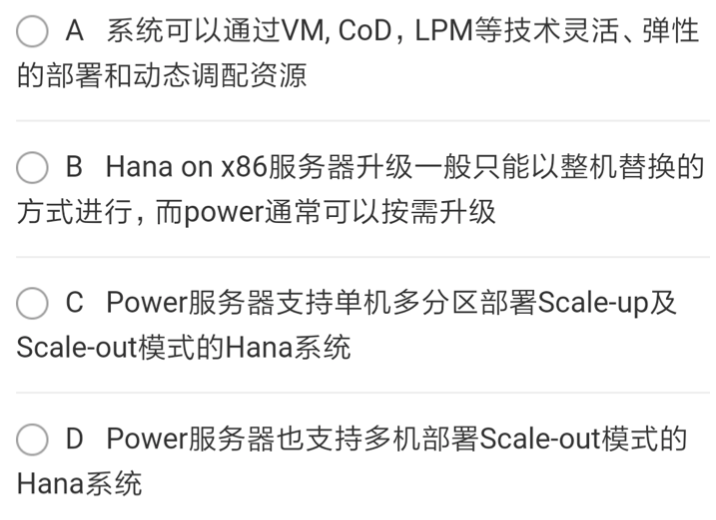 A 系统可以通过VM, CoD，LPM等技术灵活、弹性
的部署和动态调配资源
B Hana on x86服务器升级一般只能以整机替换的
方式进行，而power通常可以按需升级
C Power服务器支持单机多分区部署Scale-up及
Scale-out模式的Hana系统
D Power服务器也支持多机部署Scale-out模式的
Hana系统